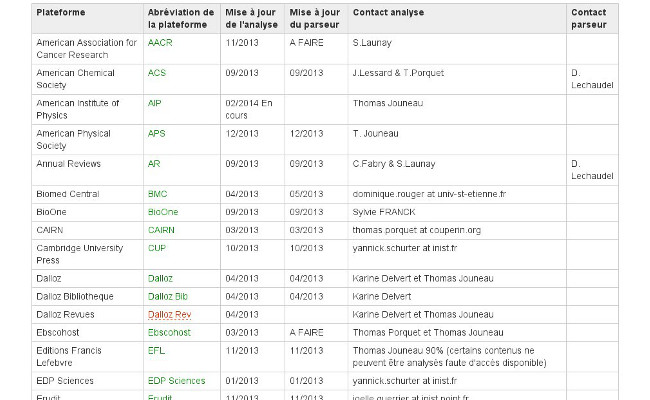 Plateforme Abréviation de la plateforme Mise à jour de l'analyse Mise à jour du parseur Contact analyse Contact parseur
American Association for Cancer Research AACR 11/2013 A FAIRE S.Launay
American Chemical Society ACS 09/2013 09/2013 J.Lessard & T.Porquet D. Lechaudel
American Institute of Physics AIP 02/2014 En cours Thomas Jouneau
American Physical Society APS 12/2013 12/2013 T. Jouneau
Annual Reviews AR 09/2013 09/2013 C.Fabry & S.Launay D. Lechaudel
Biomed Central BMC 04/2013 05/2013 dominique.rouger at univ-st-etienne.fr
BioOne BioOne 09/2013 09/2013 Sylvie FRANCK
CAIRN CAIRN 03/2013 03/2013 thomas.porquet at couperin.org
Cambridge University Press CUP 10/2013 10/2013 yannick.schurter at inist.fr
Dalloz Dalloz 04/2013 04/2013 Karine Delvert et Thomas Jouneau
Dalloz Bibliotheque Dalloz Bib 04/2013 04/2013 Karine Delvert
Dalloz Revues Dalloz Rev 04/2013 Karine Delvert et Thomas Jouneau
Ebscohost Ebscohost 03/2013 A FAIRE Thomas Porquet et Thomas Jouneau
Editions Francis Lefebvre EFL 11/2013 11/2013 Thomas Jouneau 90% (certains contenus ne peuvent être analysés faute d'accès disponible)
EDP Sciences EDP Sciences 01/2013 01/2013 yannick.schurter at inist.fr
Erudit Erudit 11/2013 11/2013 joelle.guerrier at inist point fr